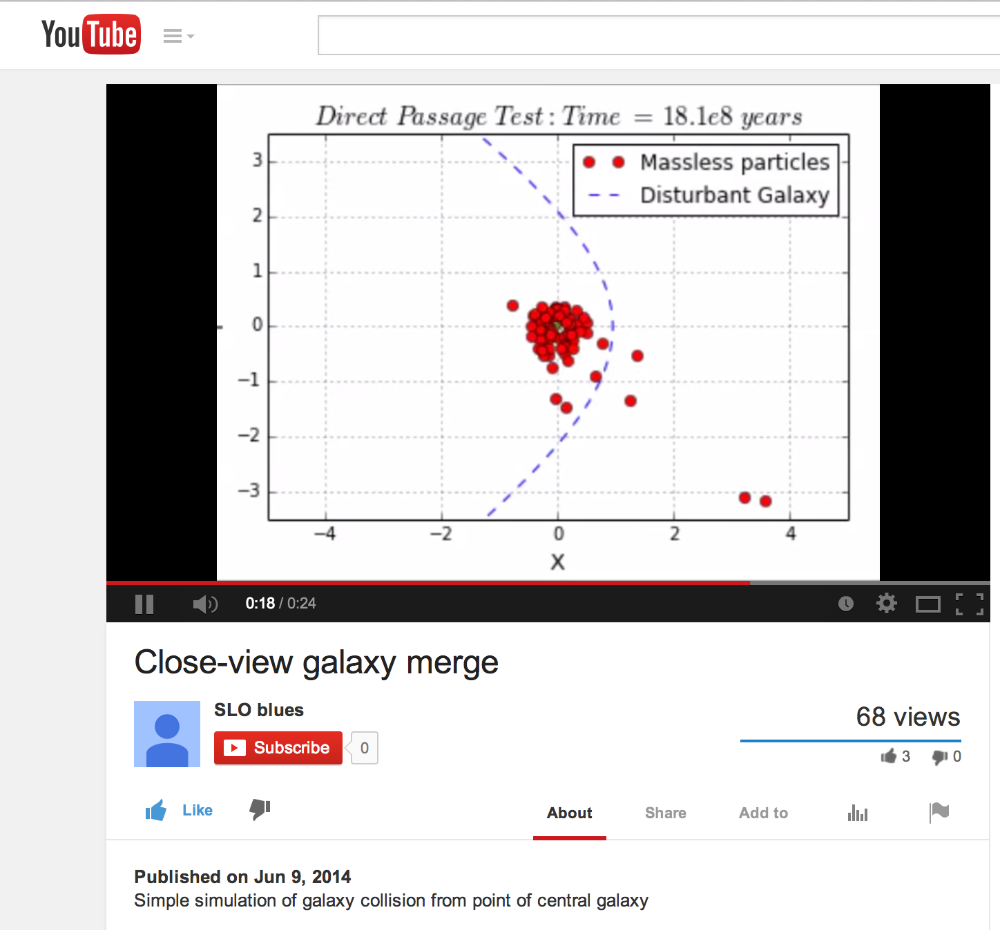 YouTube
Direct Passage Test: Time = 18.1e8 years
Massless particles
Disturbant Galaxy
3
2
1
0
−1
−2
−3
−4
−2
0
2
4
X
0:18 / 0:24
Close-view galaxy merge
SLO blues
Subscribe
0
68 views
3
0
Like
About
Share
Add to
Published on Jun 9, 2014
Simple simulation of galaxy collision from point of central galaxy